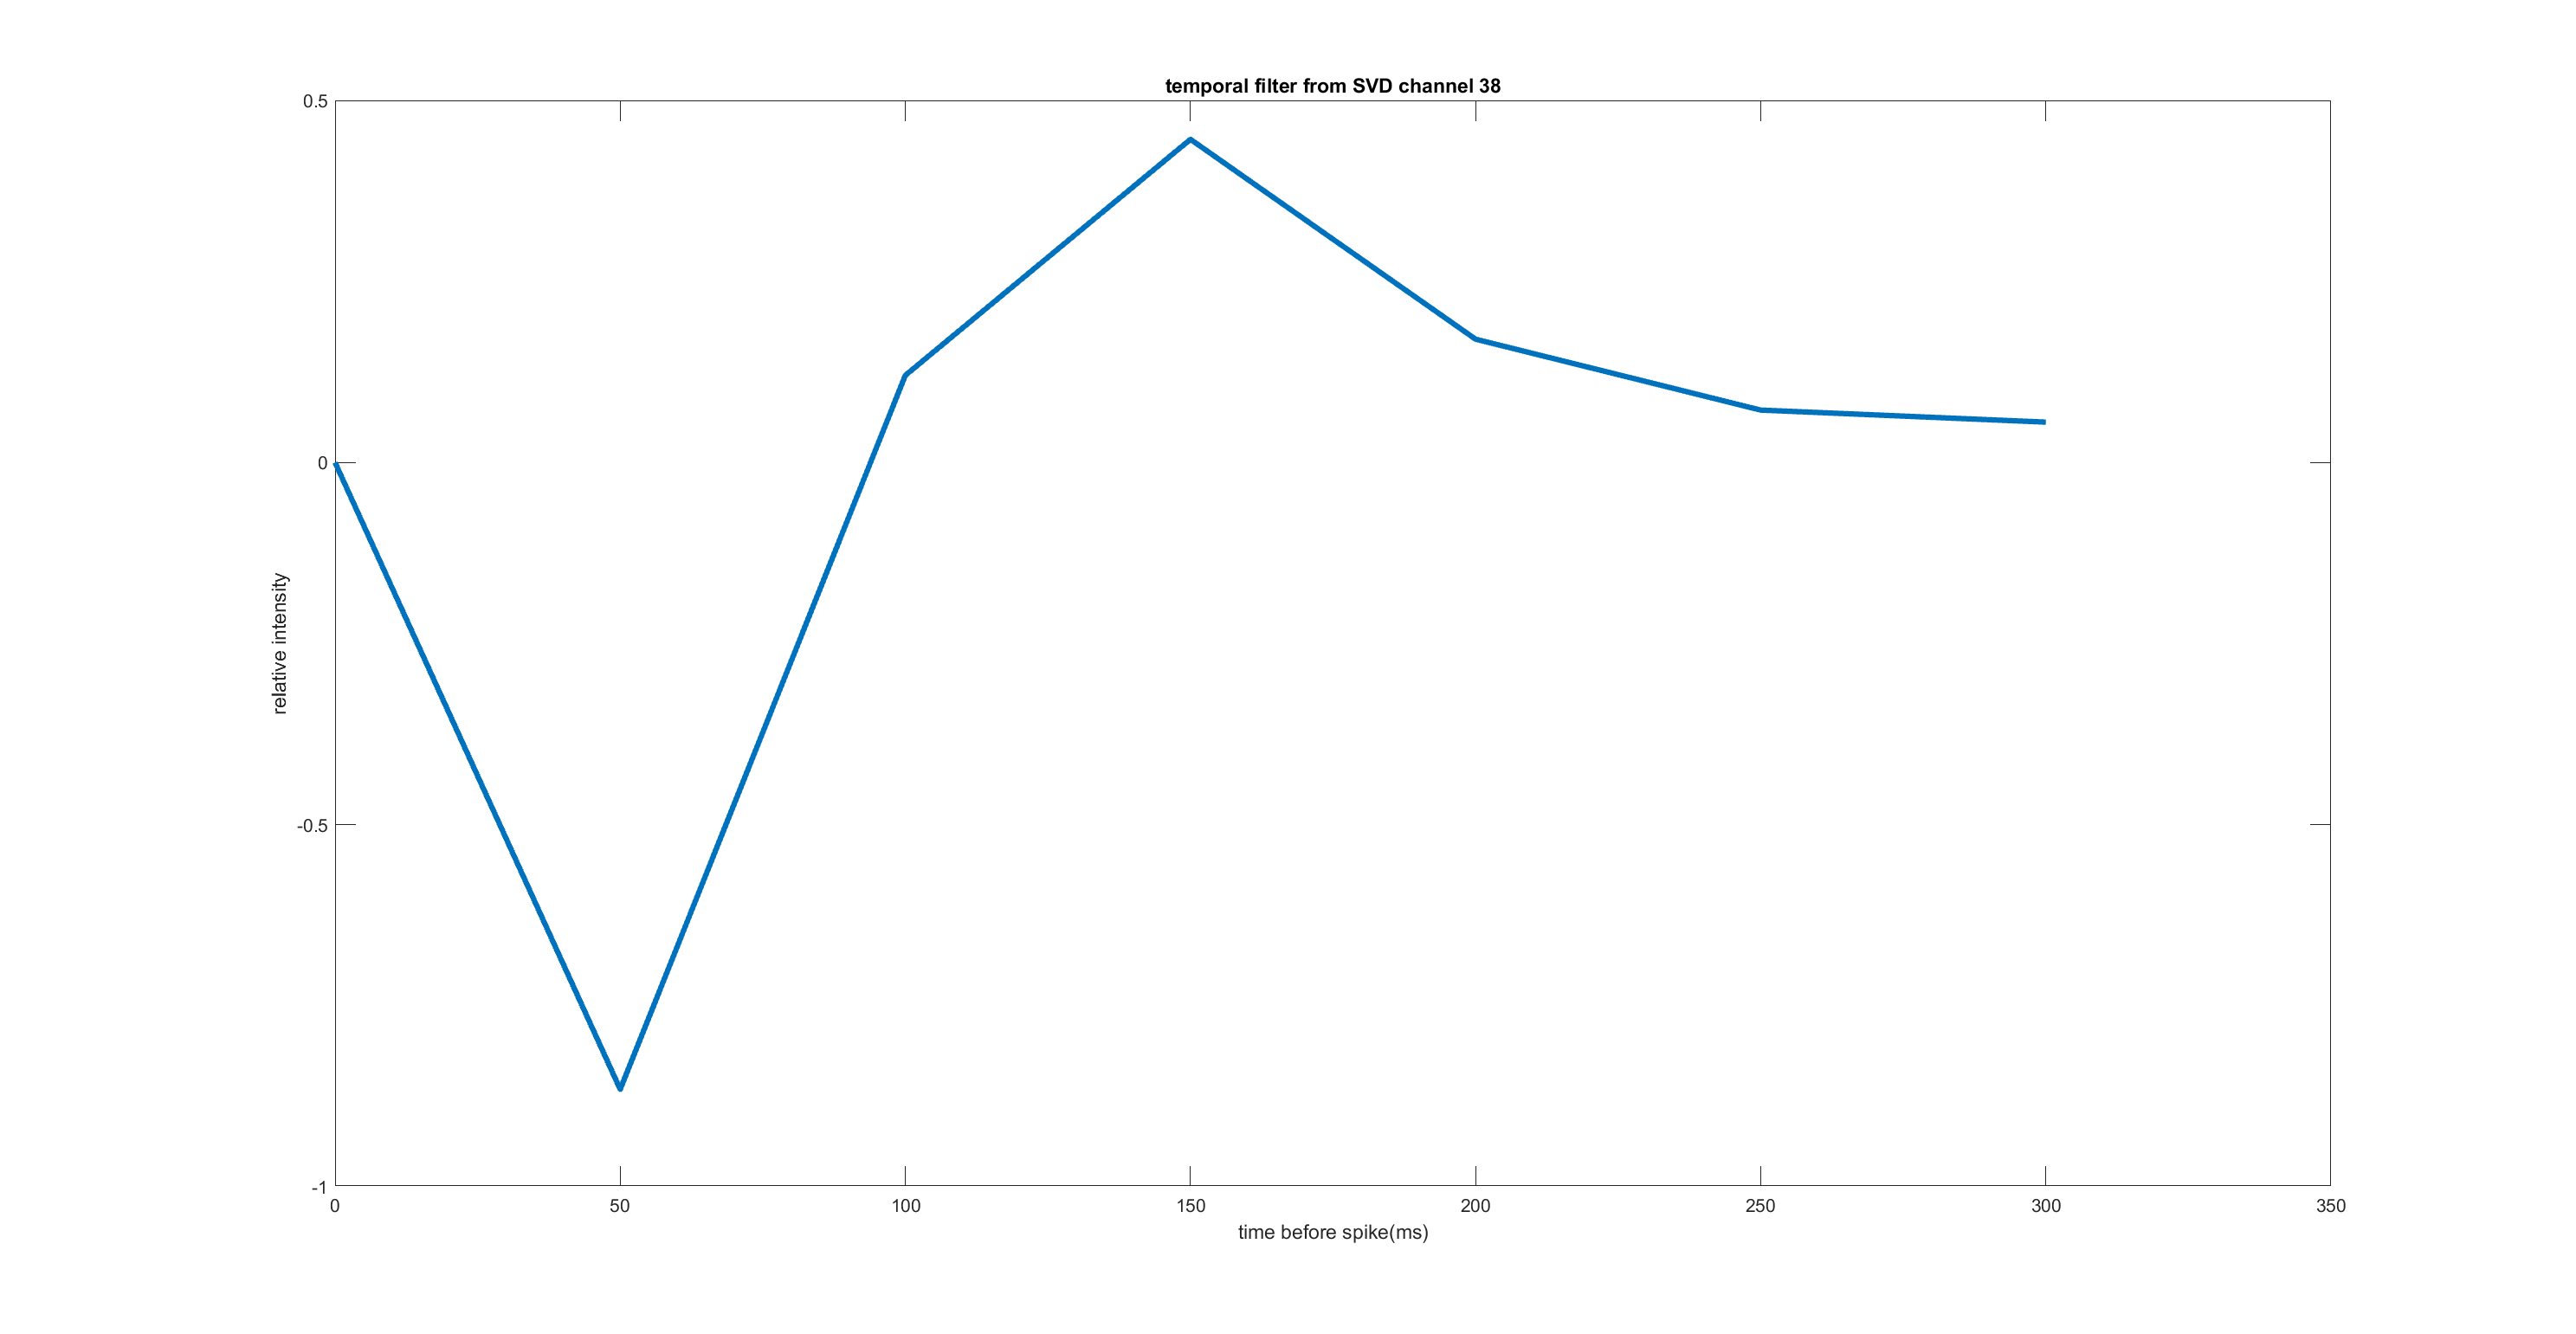 temporal filter from SVD channel 38
0.5
0
-0.5
-1
relative intensity
0 50 100 150 200 250 300 350
time before spike(ms)